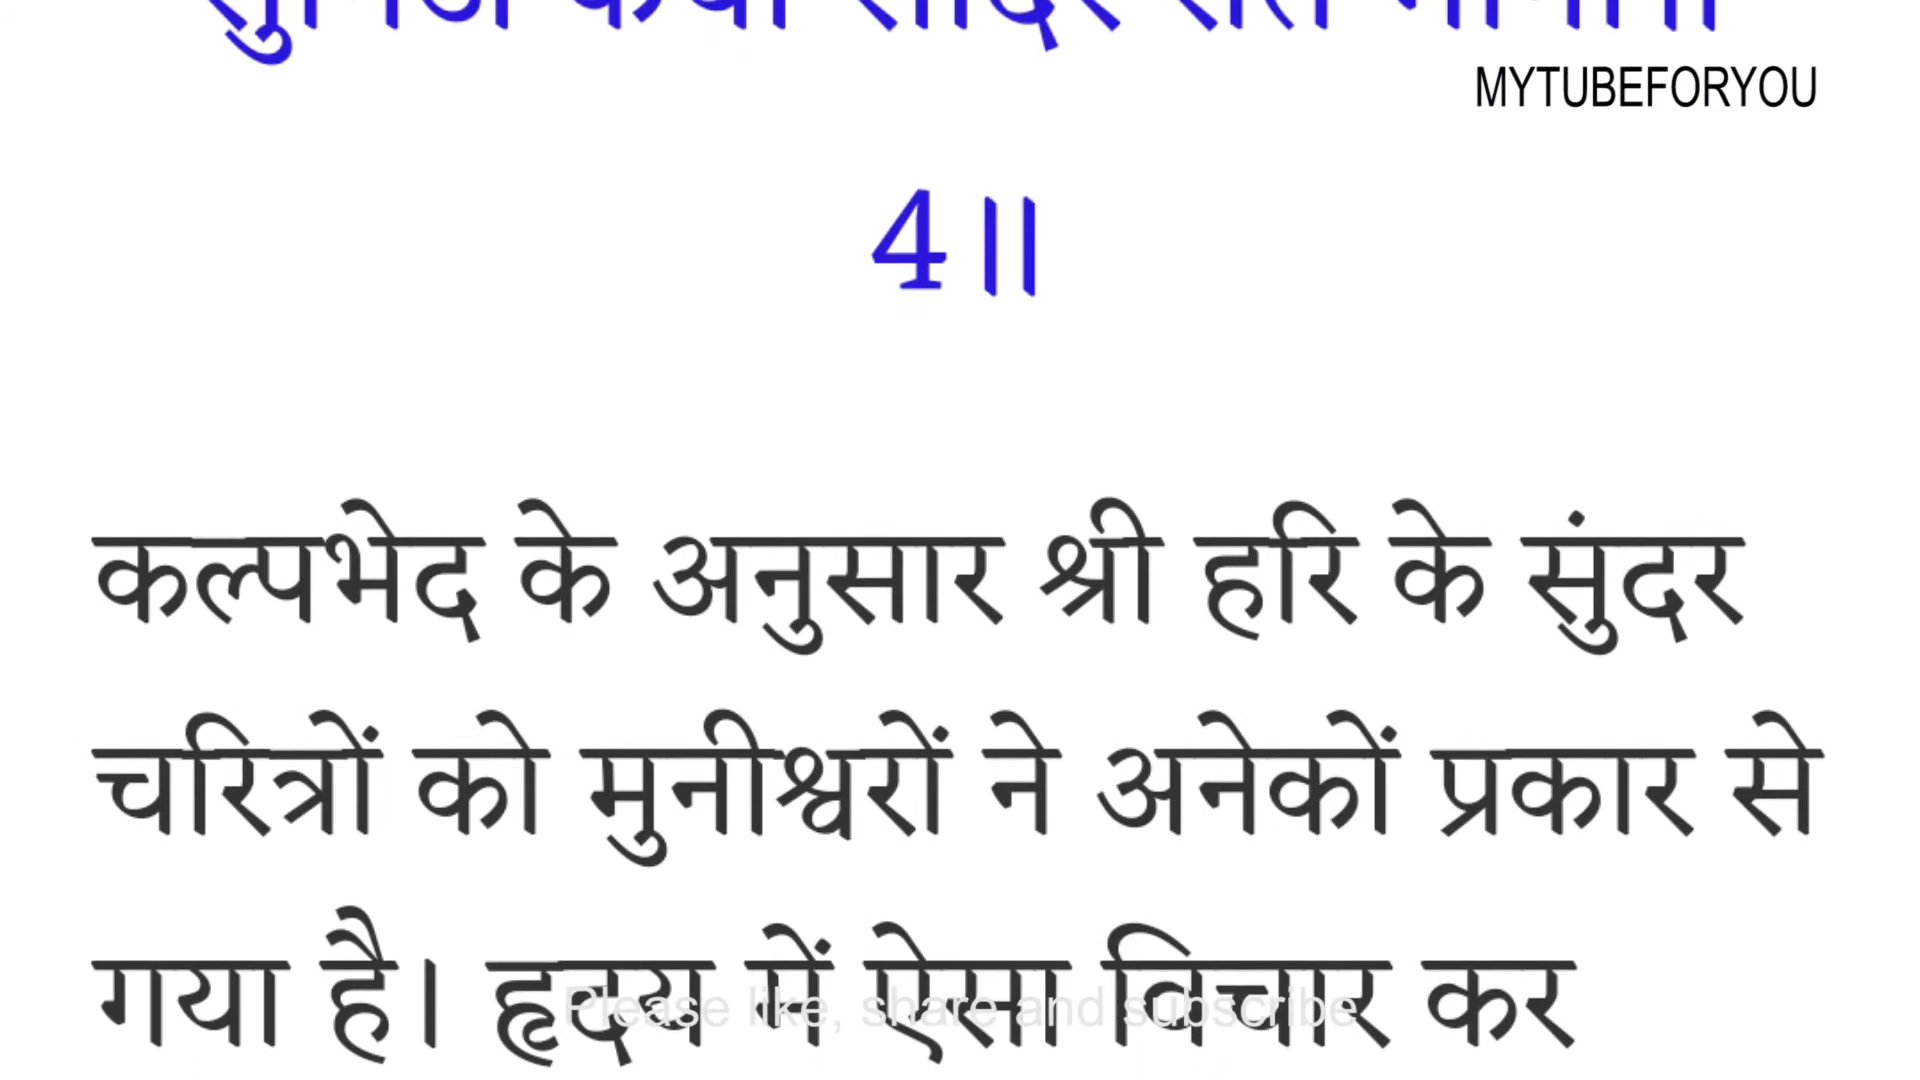 MYTUBEFORYOU
4॥
कल्पभेद के अनुसार श्री हरि के सुंदर
चरित्रों को मुनीश्वरों ने अनेकों प्रकार से
गया है। हृदय में ऐसा विचार कर
Please like, share and subscribe